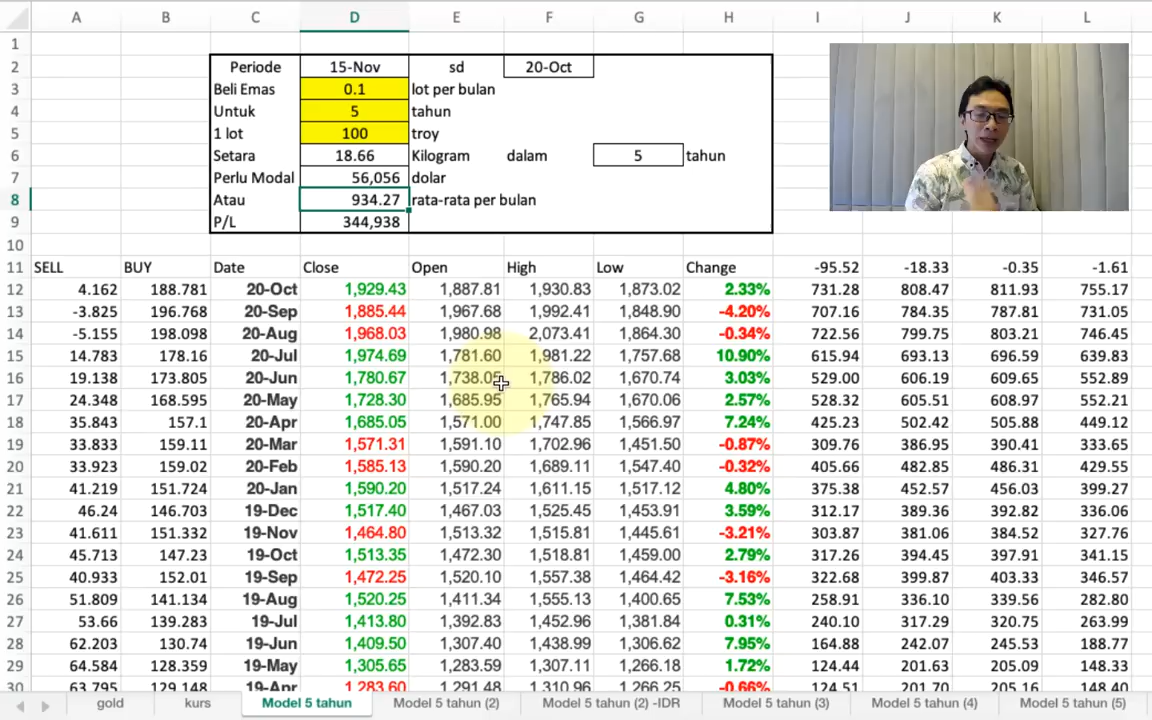 A B C D E F G H I J K L
1
2 Periode 15-Nov sd 20-Oct
3 Beli Emas 0.1 lot per bulan
4 Untuk 5 tahun
5 1 lot 100 troy
6 Setara 18.66 Kilogram dalam 5 tahun
7 Perlu Modal 56,056 dolar
8 Atau 934.27 rata-rata per bulan
9 P/L 344,938
10
11 SELL BUY Date Close Open High Low Change -95.52 -18.33 -0.35 -1.61
12 4.162 188.781 20-Oct 1,929.43 1,887.81 1,930.83 1,873.02 2.33% 731.28 808.47 811.93 755.17
13 -3.825 196.768 20-Sep 1,885.44 1,967.68 1,992.41 1,848.90 -4.20% 707.16 784.35 787.81 731.05
14 -5.155 198.098 20-Aug 1,968.03 1,980.98 2,073.41 1,864.30 -0.34% 722.56 799.75 803.21 746.45
15 14.783 178.16 20-Jul 1,974.69 1,781.60 1,981.22 1,757.68 10.90% 615.94 693.13 696.59 639.83
16 19.138 173.805 20-Jun 1,780.67 1,738.05 1,786.02 1,670.74 3.03% 529.00 606.19 609.65 552.89
17 24.348 168.595 20-May 1,728.30 1,685.95 1,765.94 1,670.06 2.57% 528.32 605.51 608.97 552.21
18 35.843 157.1 20-Apr 1,685.05 1,571.00 1,747.85 1,566.97 7.24% 425.23 502.42 505.88 449.12
19 33.833 159.11 20-Mar 1,571.31 1,591.10 1,702.96 1,451.50 -0.87% 309.76 386.95 390.41 333.65
20 33.923 159.02 20-Feb 1,585.13 1,590.20 1,689.11 1,547.40 -0.32% 405.66 482.85 486.31 429.55
21 41.219 151.724 20-Jan 1,590.20 1,517.24 1,611.15 1,517.12 4.80% 375.38 452.57 456.03 399.27
22 46.24 146.703 19-Dec 1,517.40 1,467.03 1,525.45 1,453.91 3.59% 312.17 389.36 392.82 336.06
23 41.611 151.332 19-Nov 1,464.80 1,513.32 1,515.81 1,445.61 -3.21% 303.87 381.06 384.52 327.76
24 45.713 147.23 19-Oct 1,513.35 1,472.30 1,518.81 1,459.00 2.79% 317.26 394.45 397.91 341.15
25 40.933 152.01 19-Sep 1,472.25 1,520.10 1,557.38 1,464.42 -3.16% 322.68 399.87 403.33 346.57
26 51.809 141.134 19-Aug 1,520.25 1,411.34 1,555.13 1,400.65 7.53% 258.91 336.10 339.56 282.80
27 53.66 139.283 19-Jul 1,413.80 1,392.83 1,452.96 1,381.84 0.31% 240.10 317.29 320.75 263.99
28 62.203 130.74 19-Jun 1,409.50 1,307.40 1,438.99 1,306.62 7.95% 164.88 242.07 245.53 188.77
29 64.584 128.359 19-May 1,305.65 1,283.59 1,307.11 1,266.18 1.72% 124.44 201.63 205.09 148.33
30 63.795 129.148 19-Apr 1,283.60 1,291.48 1,310.96 1,266.25 -0.66% 124.51 201.70 205.16 148.40
gold kurs Model 5 tahun Model 5 tahun (2) Model 5 tahun (2) -IDR Model 5 tahun (3) Model 5 tahun (4) Model 5 tahun (5)